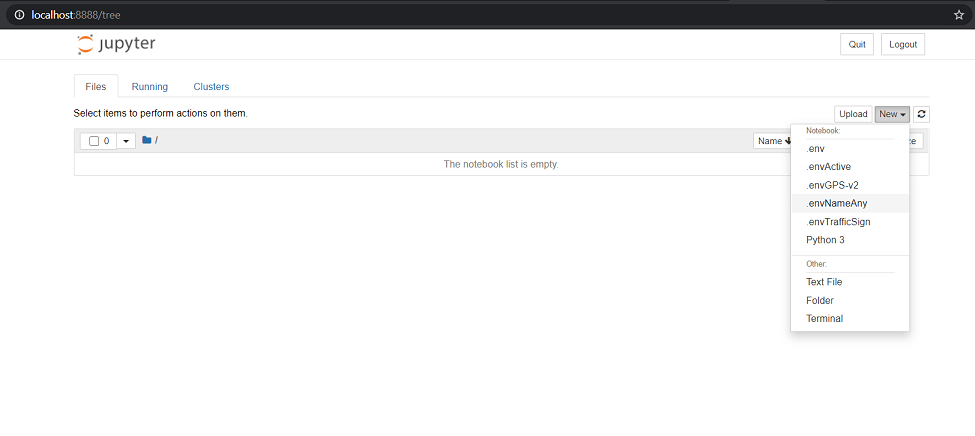 localhost:8888/tree
jupyter
Quit Logout
Files Running Clusters
Select items to perform actions on them.
Upload New
0 / Name ze
The notebook list is empty.
Notebook:
.env
.envActive
.envGPS-v2
.envNameAny
.envTrafficSign
Python 3
Other:
Text File
Folder
Terminal